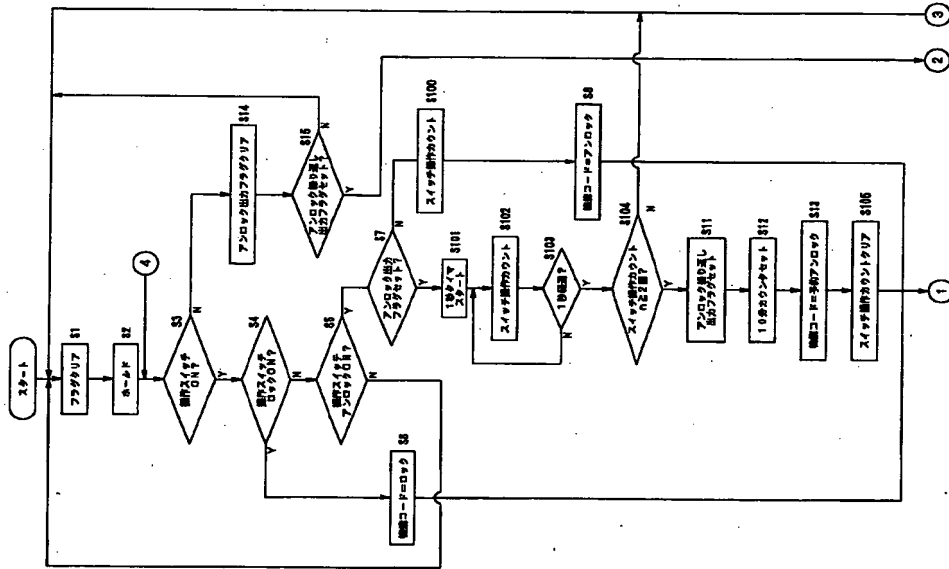 スタート
S1
フラグクリア
S2
ホールド
4
S3
操作スイッチ
ON?
N
Y
S14
アンロック出力フラグクリア
S15
アンロック繰り返し
出力フラグセット?
N
Y
S4
操作スイッチ
ロックON?
Y
N
S5
操作スイッチ
アンロックON?
Y
N
S6
機能コード=ロック
S7
アンロック出力
フラグセット?
N
Y
S100
スイッチ操作カウント
S8
機能コード=アンロック
S101
1秒タイマ
スタート
S102
スイッチ操作カウント
S103
1秒経過?
N
Y
S104
スイッチ操作カウント
n≧2回?
N
Y
S11
アンロック繰り返し
出力フラグセット
S12
10分カウンタセット
S13
機能コード=予約アンロック
S105
スイッチ操作カウントクリア
1
2
3